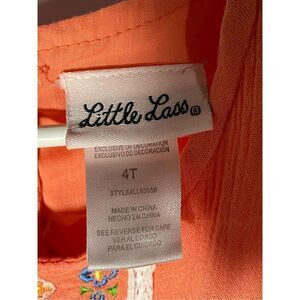 Little Lass®
EXCLUSIVE OF DECORATION
EXCLUSIVO DE DECORACIÓN
4T
MADE IN CHINA
HECHO EN CHINA
SEE REVERSE FOR CARE
VER AL DORSO
PARA EL CUIDADO